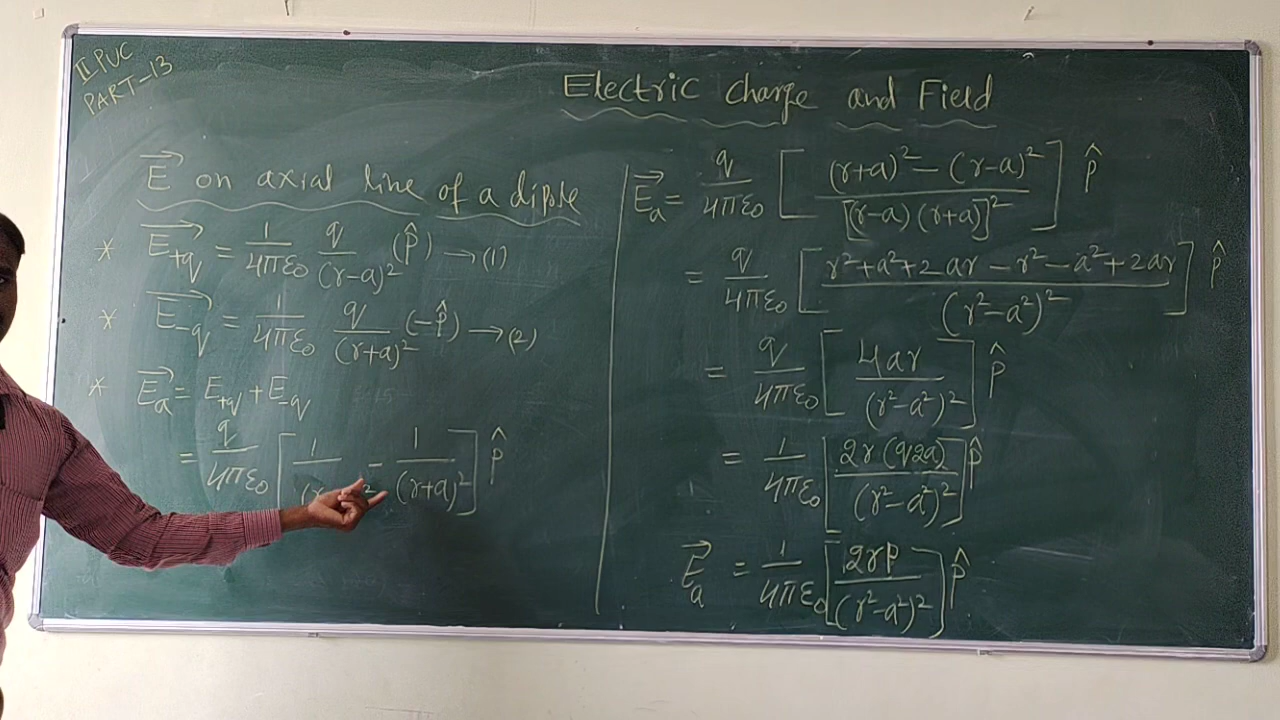 II PUC
PART-13
Electric charge and Field
E⃗ on axial line of a dipole
* E⃗₊q = 1/4πε₀ q/(r-a)² (p̂) → (1)
* E⃗₋q = 1/4πε₀ q/(r+a)² (-p̂) → (2)
* E⃗a = E₊q + E₋q
= q/4πε₀ [1/ ² - 1/(r+a)²] p̂
E⃗a = q/4πε₀ [(r+a)² - (r-a)² / [(r-a)(r+a)]²] p̂
= q/4πε₀ [r²+a²+2ar-r²-a²+2ar / (r²-a²)²] p̂
= q/4πε₀ [4ar/(r²-a²)²] p̂
= 1/4πε₀ [2r(q2a)/(r²-a²)²] p̂
E⃗a = 1/4πε₀ [2rp/(r²-a²)²] p̂